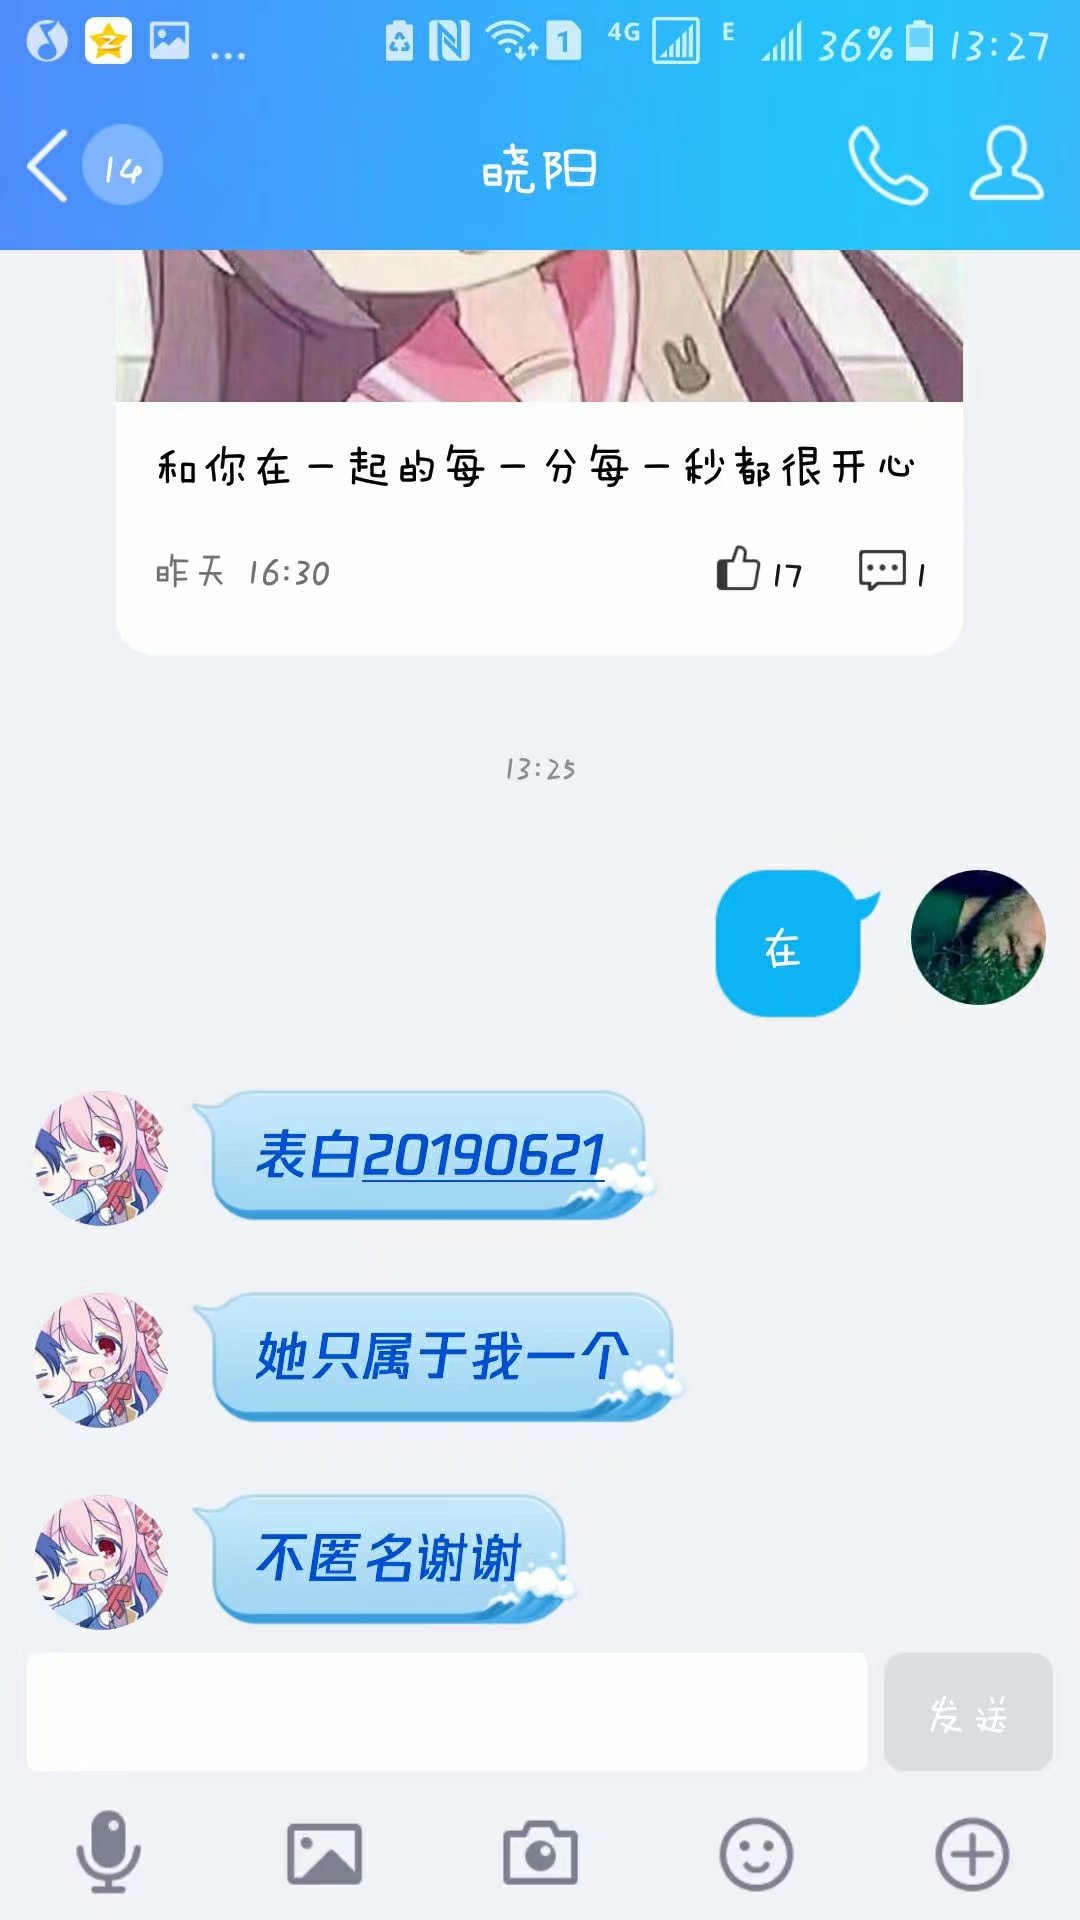 ... 1 4G E 36% 13:27
14 晓阳
和你在一起的每一分每一秒都很开心
昨天 16:30 17 1
13:25
在
表白20190621
她只属于我一个
不匿名谢谢
发送